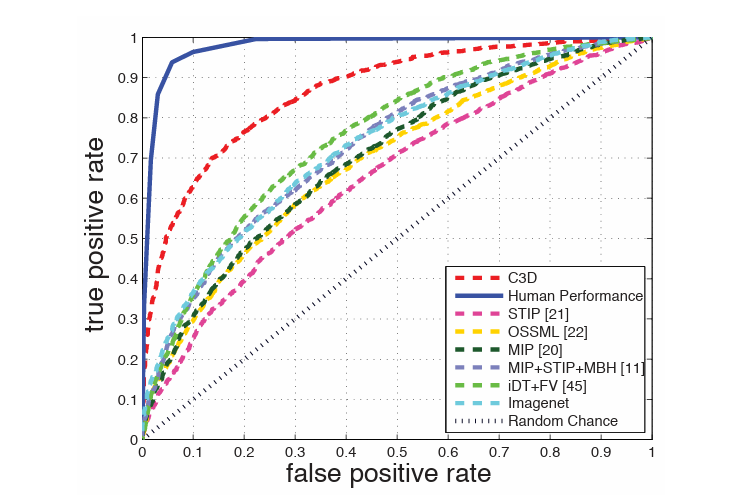 true positive rate
1
0.9
0.8
0.7
0.6
0.5
0.4
0.3
0.2
0.1
0
C3D
Human Performance
STIP [21]
OSSML [22]
MIP [20]
MIP+STIP+MBH [11]
iDT+FV [45]
Imagenet
Random Chance
0 0.1 0.2 0.3 0.4 0.5 0.6 0.7 0.8 0.9 1
false positive rate